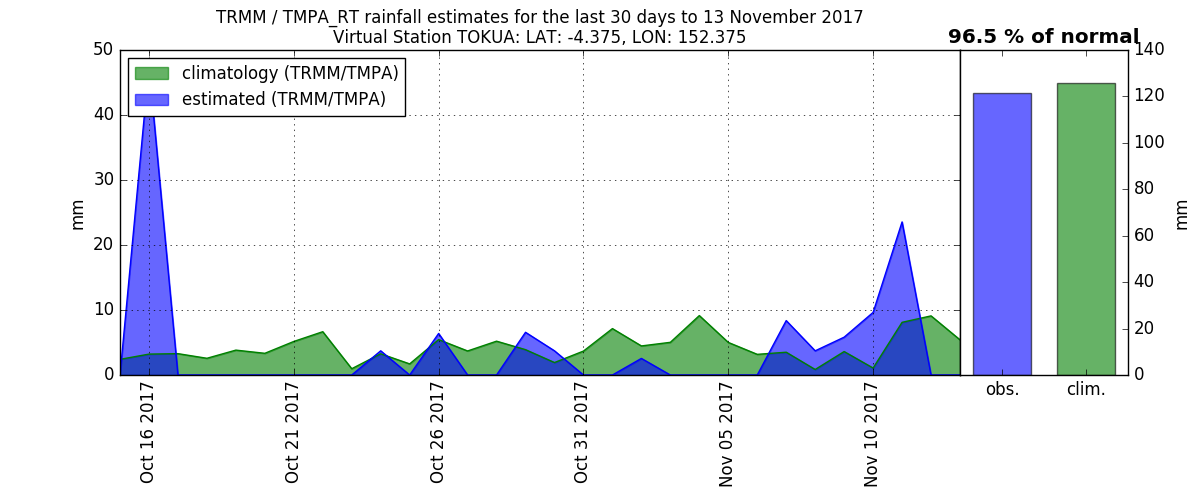 TRMM / TMPA_RT rainfall estimates for the last 30 days to 13 November 2017
Virtual Station TOKUA: LAT: -4.375, LON: 152.375
96.5 % of normal
climatology (TRMM/TMPA)
estimated (TRMM/TMPA)
50
40
30
20
10
0
mm
Oct 16 2017
Oct 21 2017
Oct 26 2017
Oct 31 2017
Nov 05 2017
Nov 10 2017
140
120
100
80
60
40
20
0
mm
obs.
clim.